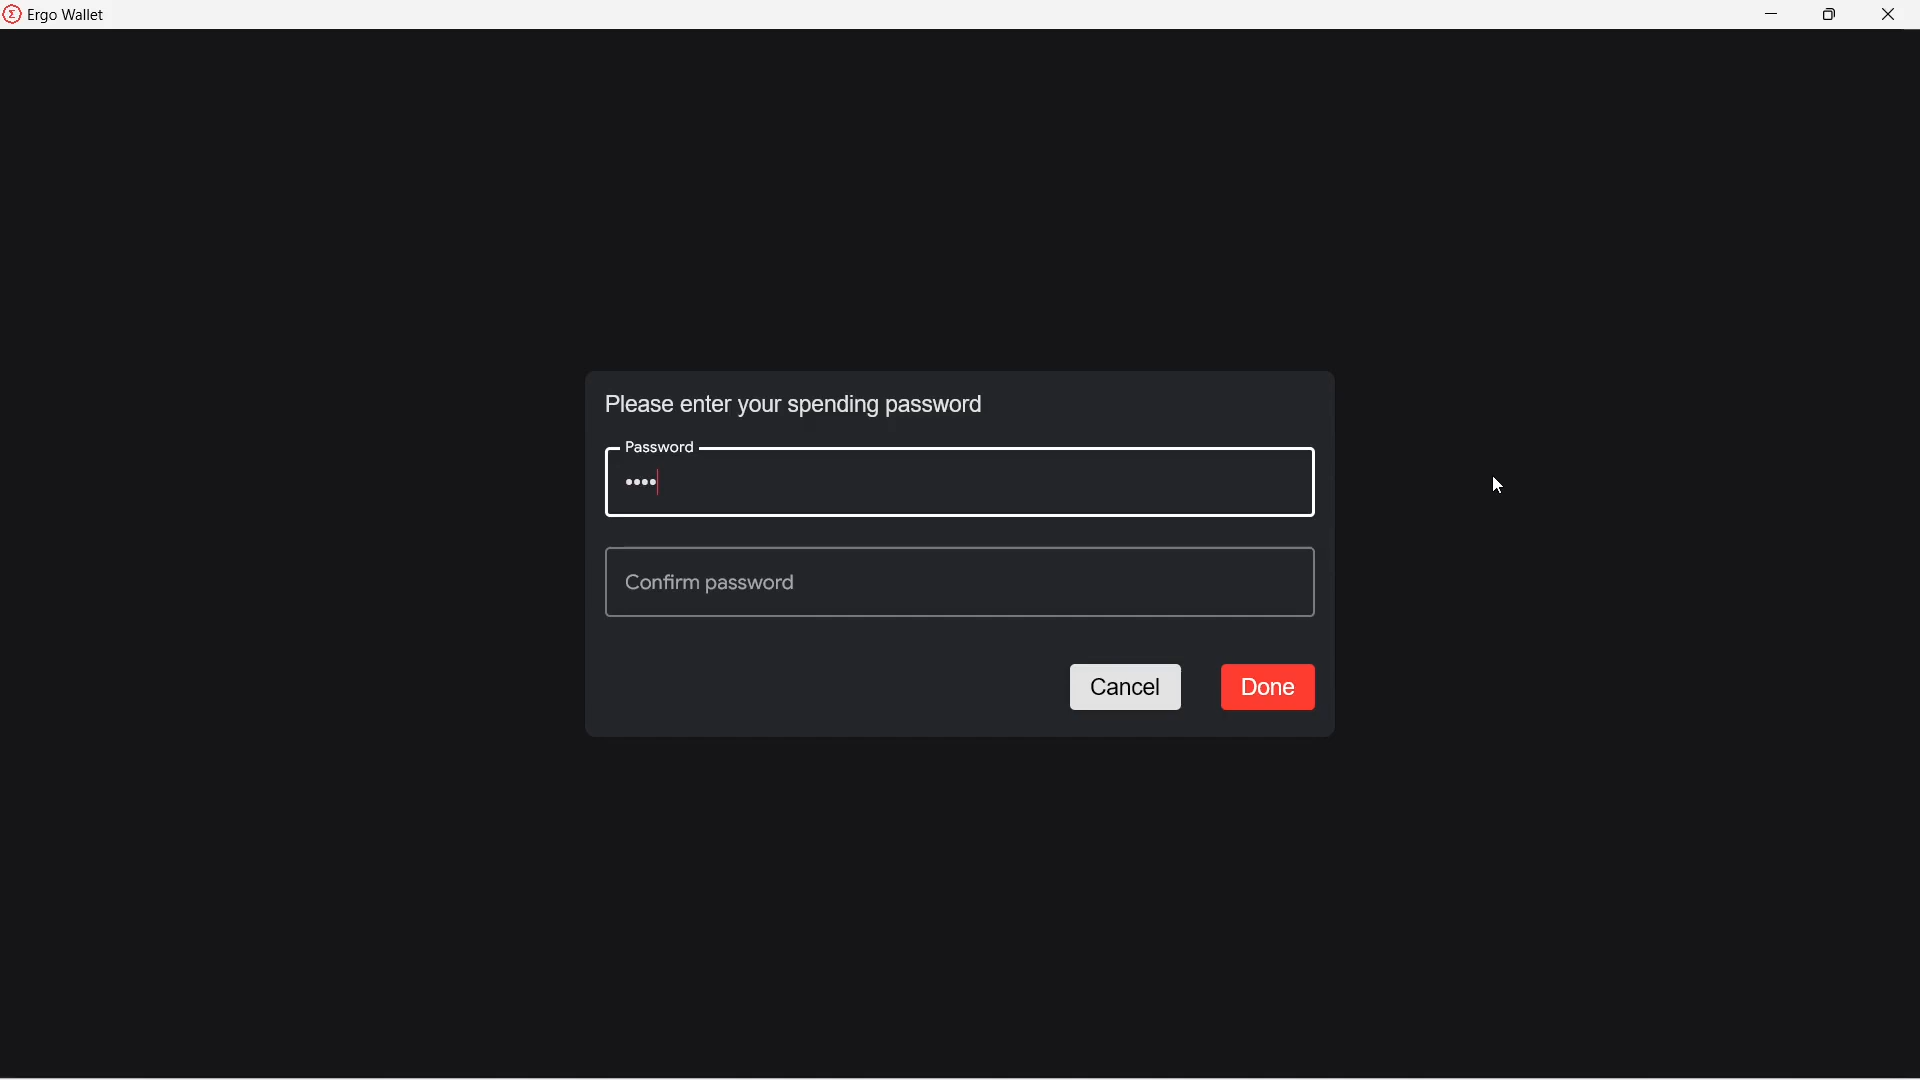 Ergo Wallet
Please enter your spending password
Password
••••
Confirm password
Cancel
Done